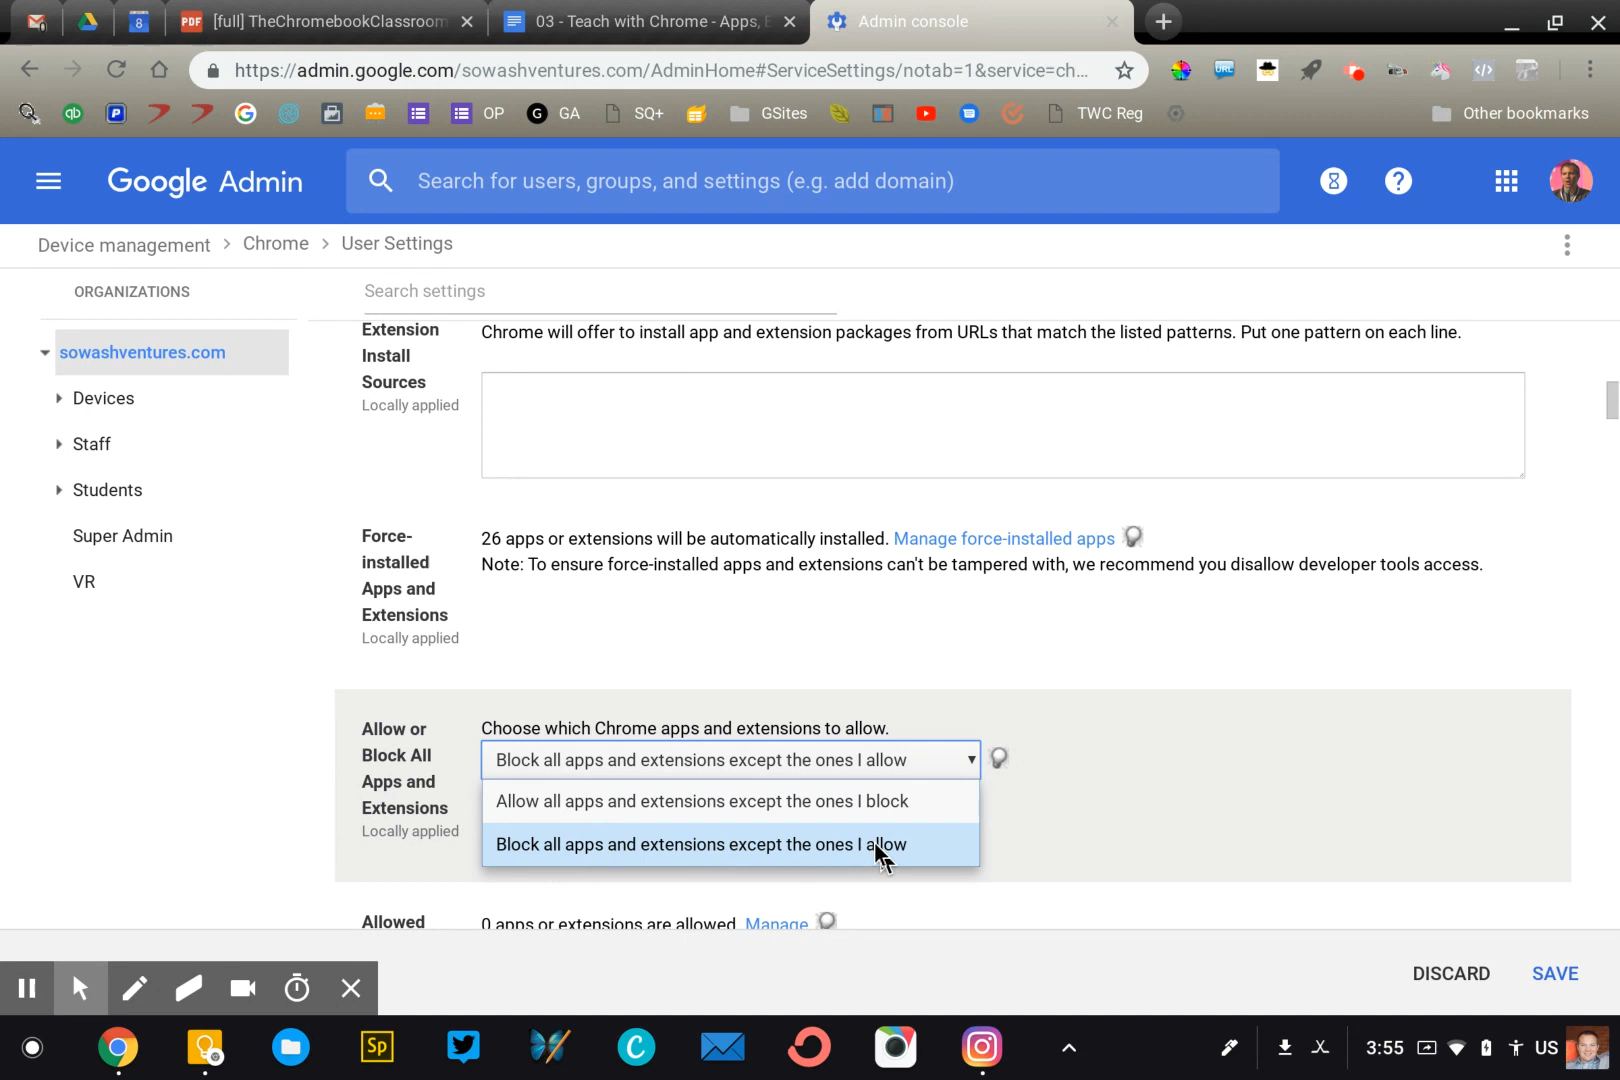 PDF [full] TheChromebookClassroom
03 - Teach with Chrome - Apps, E
Admin console
8
https://admin.google.com/sowashventures.com/AdminHome#ServiceSettings/notab=1&service=ch...
URL
qb
P
OP
G GA
SQ+
GSites
TWC Reg
Other bookmarks
Google Admin
Search for users, groups, and settings (e.g. add domain)
Device management > Chrome > User Settings
ORGANIZATIONS
sowashventures.com
Devices
Staff
Students
Super Admin
VR
Search settings
Extension
Install
Sources
Locally applied
Chrome will offer to install app and extension packages from URLs that match the listed patterns. Put one pattern on each line.
Force-
installed
Apps and
Extensions
Locally applied
26 apps or extensions will be automatically installed. Manage force-installed apps
Note: To ensure force-installed apps and extensions can't be tampered with, we recommend you disallow developer tools access.
Allow or
Block All
Apps and
Extensions
Locally applied
Choose which Chrome apps and extensions to allow.
Block all apps and extensions except the ones I allow
Allow all apps and extensions except the ones I block
Block all apps and extensions except the ones I allow
Allowed
0 apps or extensions are allowed. Manage
DISCARD
SAVE
Sp
3:55
US